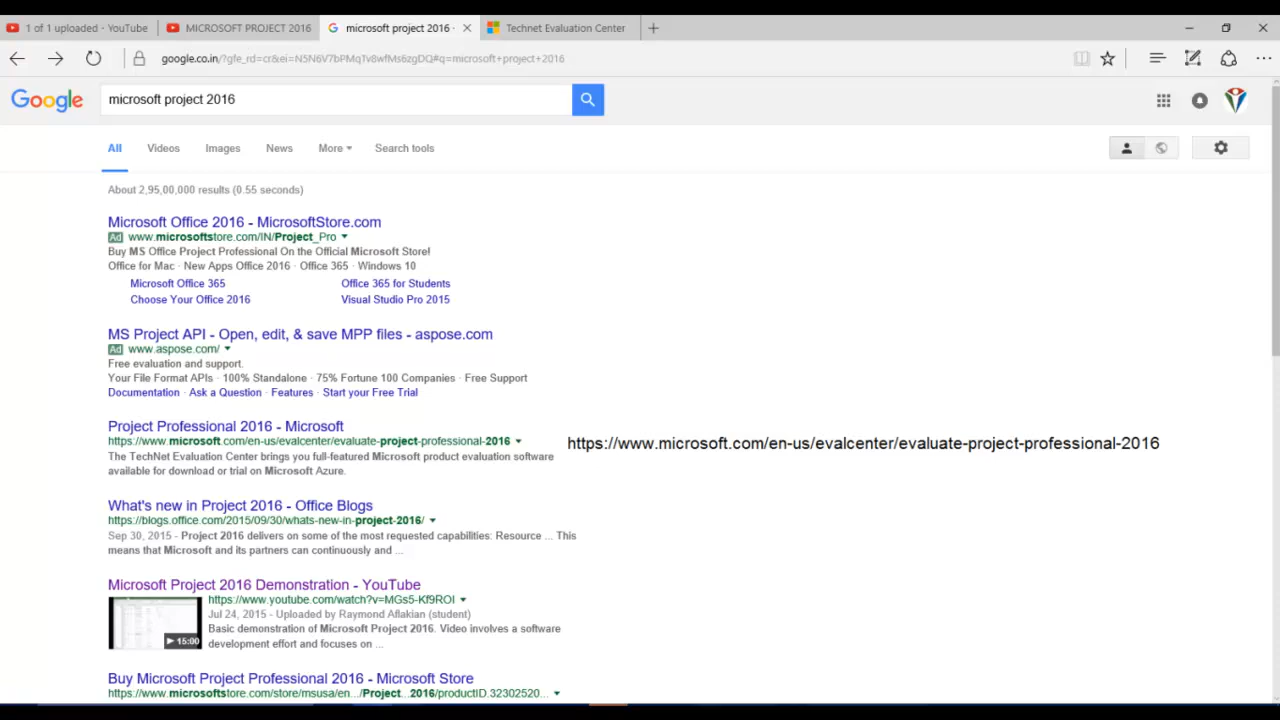 1 of 1 uploaded - YouTube
MICROSOFT PROJECT 2016
microsoft project 2016 -
Technet Evaluation Center
google.co.in/?gfe_rd=cr&ei=N5N6V7bPMqTv8wfMs6zgDQ#q=microsoft+project+2016
Google
microsoft project 2016
All Videos Images News More Search tools
About 2,95,00,000 results (0.55 seconds)
Microsoft Office 2016 - MicrosoftStore.com
Ad www.microsoftstore.com/IN/Project_Pro
Buy MS Office Project Professional On the Official Microsoft Store!
Office for Mac · New Apps Office 2016 · Office 365 · Windows 10
Microsoft Office 365 Office 365 for Students
Choose Your Office 2016 Visual Studio Pro 2015
MS Project API - Open, edit, & save MPP files - aspose.com
Ad www.aspose.com/
Free evaluation and support.
Your File Format APIs · 100% Standalone · 75% Fortune 100 Companies · Free Support
Documentation · Ask a Question · Features · Start your Free Trial
Project Professional 2016 - Microsoft
https://www.microsoft.com/en-us/evalcenter/evaluate-project-professional-2016
https://www.microsoft.com/en-us/evalcenter/evaluate-project-professional-2016
The TechNet Evaluation Center brings you full-featured Microsoft product evaluation software
available for download or trial on Microsoft Azure.
What's new in Project 2016 - Office Blogs
https://blogs.office.com/2015/09/30/whats-new-in-project-2016/
Sep 30, 2015 - Project 2016 delivers on some of the most requested capabilities: Resource ... This
means that Microsoft and its partners can continuously and ...
Microsoft Project 2016 Demonstration - YouTube
https://www.youtube.com/watch?v=MGs5-Kf9ROI
Jul 24, 2015 - Uploaded by Raymond Aflakian (student)
Basic demonstration of Microsoft Project 2016. Video involves a software
development effort and focuses on ...
15:00
Buy Microsoft Project Professional 2016 - Microsoft Store
https://www.microsoftstore.com/store/msusa/en.../Project...2016/productID.32302520...